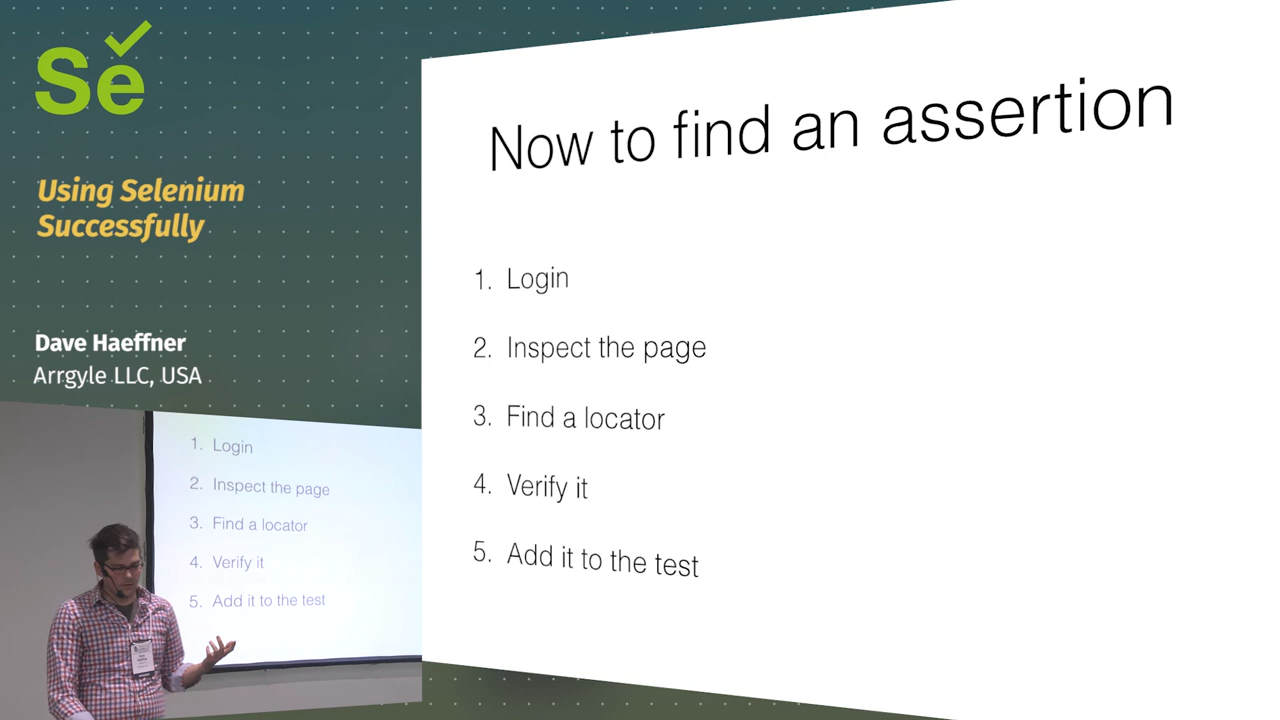 Se
Using Selenium
Successfully
Dave Haeffner
Arrgyle LLC, USA
Now to find an assertion
1. Login
2. Inspect the page
3. Find a locator
4. Verify it
5. Add it to the test
1. Login
2. Inspect the page
3. Find a locator
4. Verify it
5. Add it to the test